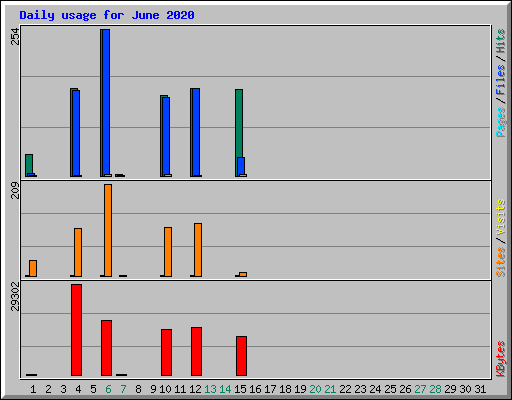 Daily usage for June 2020
254
Pages / Files / Hits
209
Sites / Visits
29302
KBytes
1 2 3 4 5 6 7 8 9 10 11 12 13 14 15 16 17 18 19 20 21 22 23 24 25 26 27 28 29 30 31